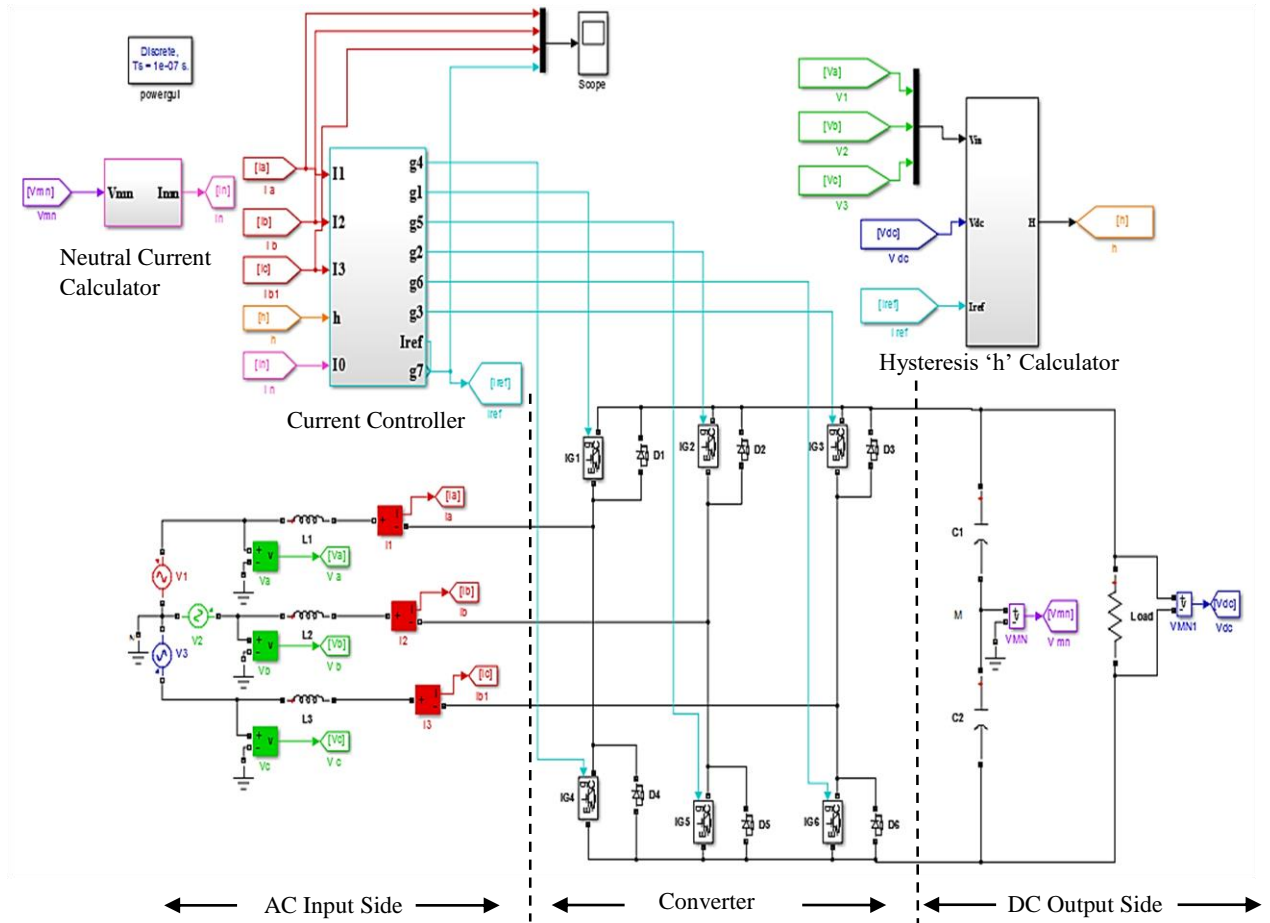 Discrete,
Ts = 1e-07 s.
powergui
Scope
[Vmn]
Vmn
Vmn
Imn
[In]
In
Neutral Current
Calculator
[Ia]
I a
[Ib]
I b
[Ic]
Ib1
[h]
[In]
I n
I1
I2
I3
h
I0
g4
g1
g5
g2
g6
g3
Iref
g7
[Iref]
Iref
Current Controller
[Va]
V1
[Vb]
V2
[Vc]
V3
[Vdc]
V dc
[Iref]
I ref
Vin
Vdc
Iref
H
[h]
h
Hysteresis 'h' Calculator
IG1
D1
IG2
D2
IG3
D3
V1
V2
V3
L1
I1
[Ia]
Ia
Va
[Va]
V a
L2
I2
[Ib]
Ib
Vb
[Vb]
V b
L3
I3
[Ic]
Ib1
Vc
[Vc]
V c
C1
M
C2
VMN
[Vmn]
V mn
Load
VMN1
[Vdc]
Vdc
IG4
D4
IG5
D5
IG6
D6
AC Input Side
Converter
DC Output Side